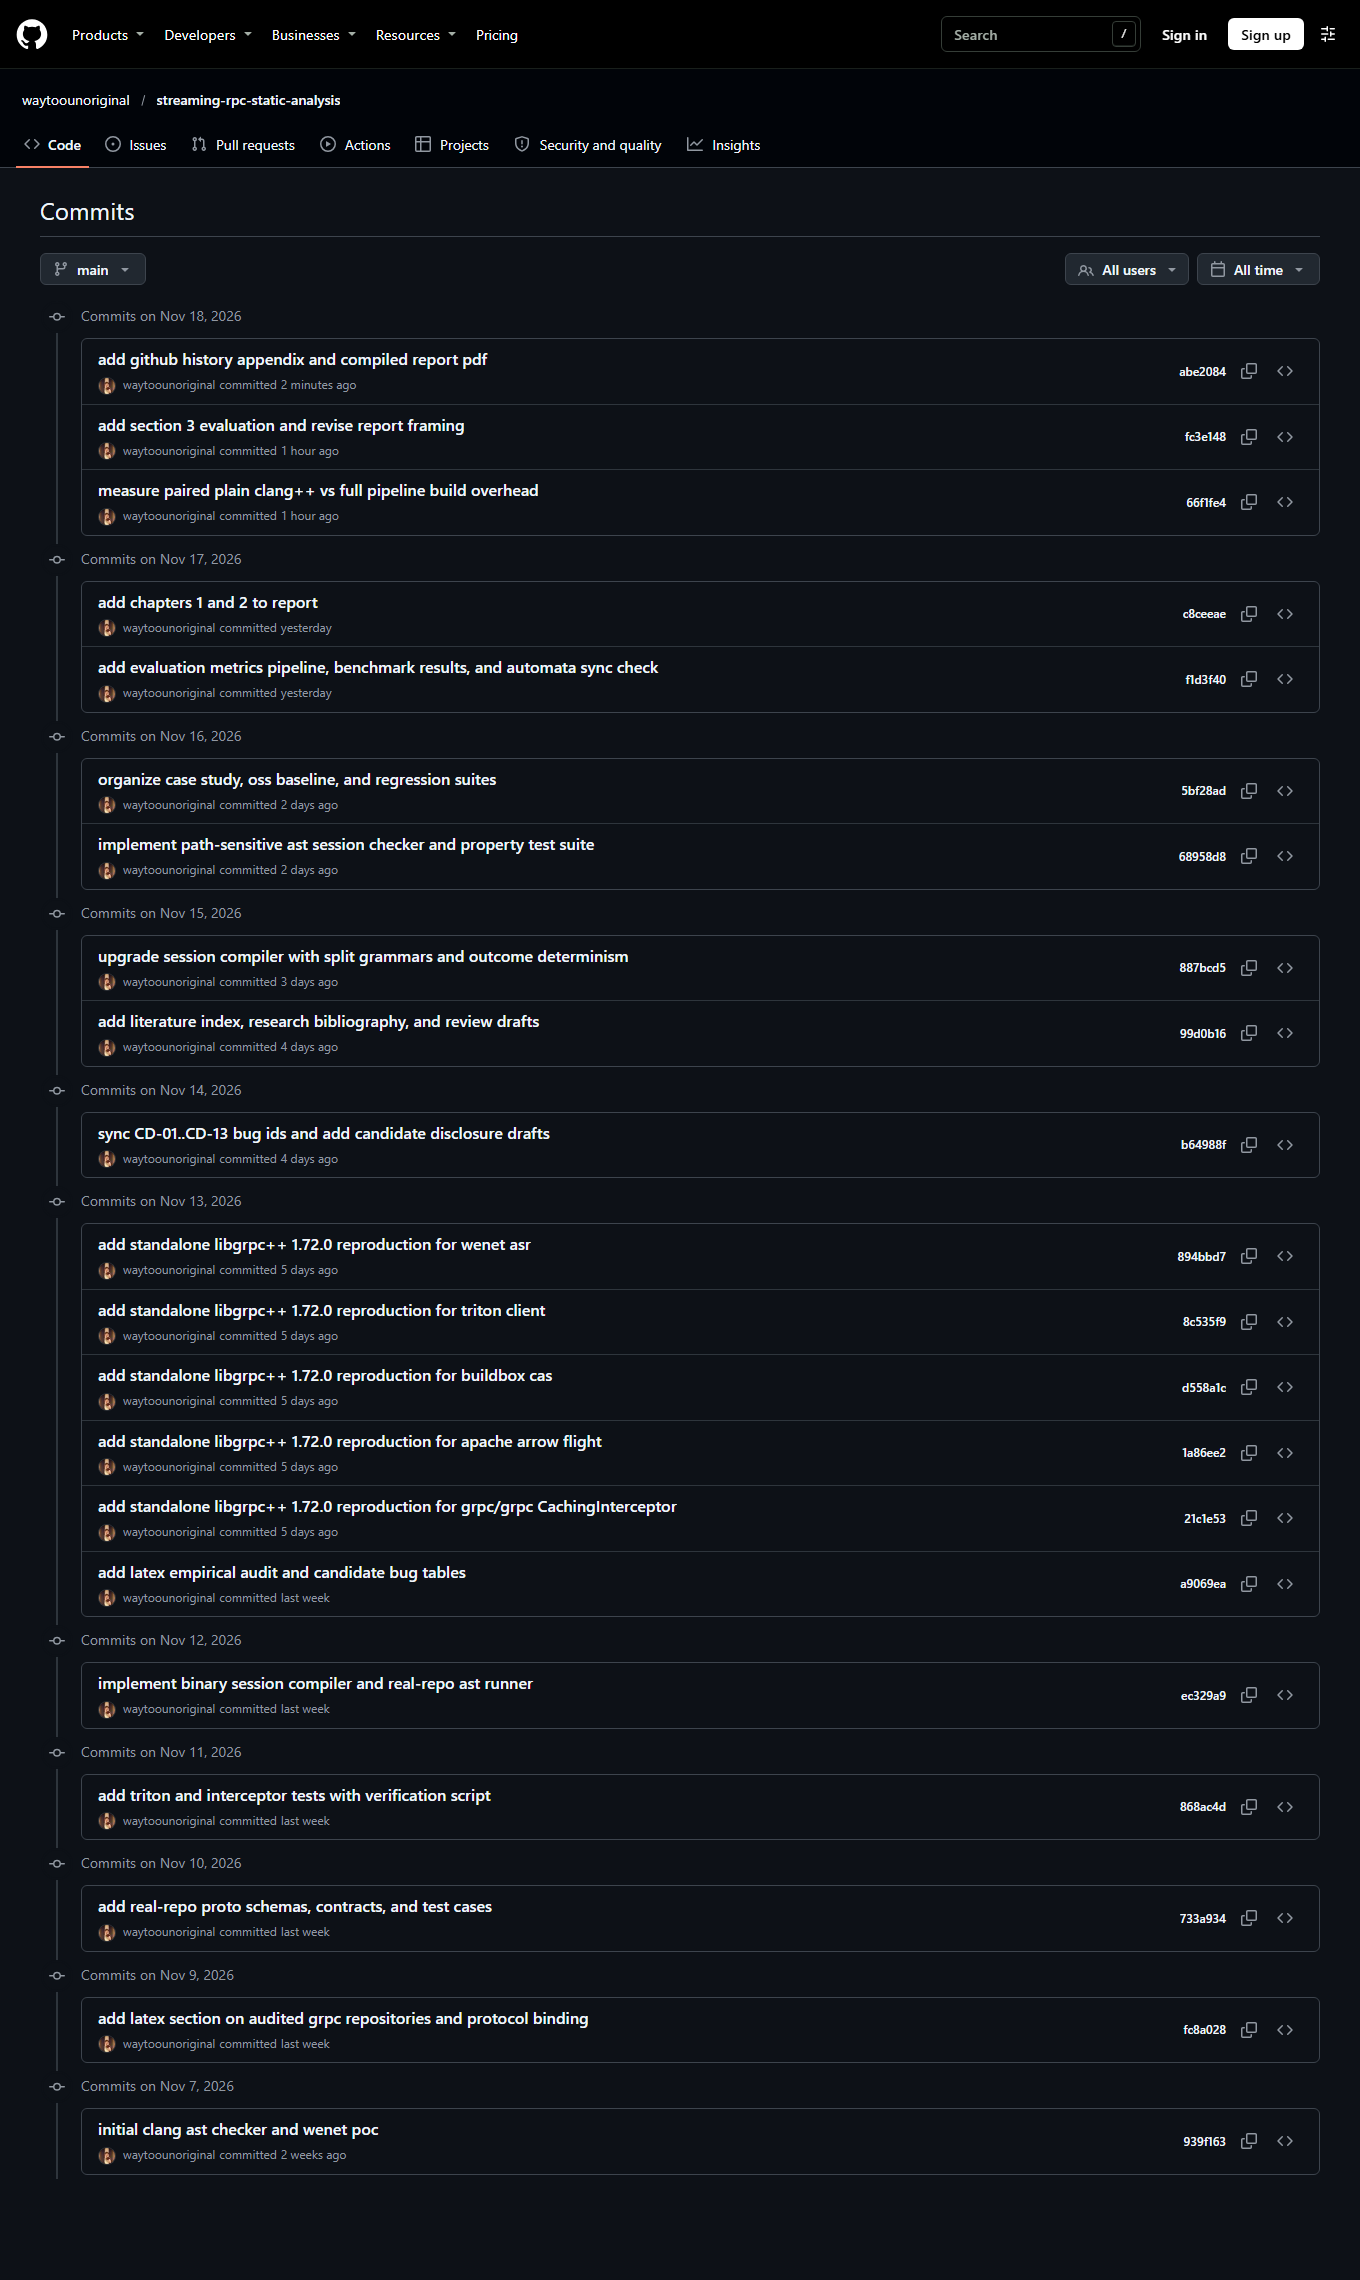 Products Developers Businesses Resources Pricing Search / Sign in Sign up
waytoounoriginal / streaming-rpc-static-analysis
Code Issues Pull requests Actions Projects Security and quality Insights
Commits
main All users All time
Commits on Nov 18, 2026
add github history appendix and compiled report pdf
waytoounoriginal committed 2 minutes ago
abe2084
add section 3 evaluation and revise report framing
waytoounoriginal committed 1 hour ago
fc3e148
measure paired plain clang++ vs full pipeline build overhead
waytoounoriginal committed 1 hour ago
66f1fe4
Commits on Nov 17, 2026
add chapters 1 and 2 to report
waytoounoriginal committed yesterday
c8ceeae
add evaluation metrics pipeline, benchmark results, and automata sync check
waytoounoriginal committed yesterday
f1d3f40
Commits on Nov 16, 2026
organize case study, oss baseline, and regression suites
waytoounoriginal committed 2 days ago
5bf28ad
implement path-sensitive ast session checker and property test suite
waytoounoriginal committed 2 days ago
68958d8
Commits on Nov 15, 2026
upgrade session compiler with split grammars and outcome determinism
waytoounoriginal committed 3 days ago
887bcd5
add literature index, research bibliography, and review drafts
waytoounoriginal committed 4 days ago
99d0b16
Commits on Nov 14, 2026
sync CD-01..CD-13 bug ids and add candidate disclosure drafts
waytoounoriginal committed 4 days ago
b64988f
Commits on Nov 13, 2026
add standalone libgrpc++ 1.72.0 reproduction for wenet asr
waytoounoriginal committed 5 days ago
894bbd7
add standalone libgrpc++ 1.72.0 reproduction for triton client
waytoounoriginal committed 5 days ago
8c535f9
add standalone libgrpc++ 1.72.0 reproduction for buildbox cas
waytoounoriginal committed 5 days ago
d558a1c
add standalone libgrpc++ 1.72.0 reproduction for apache arrow flight
waytoounoriginal committed 5 days ago
1a86ee2
add standalone libgrpc++ 1.72.0 reproduction for grpc/grpc CachingInterceptor
waytoounoriginal committed 5 days ago
21c1e53
add latex empirical audit and candidate bug tables
waytoounoriginal committed last week
a9069ea
Commits on Nov 12, 2026
implement binary session compiler and real-repo ast runner
waytoounoriginal committed last week
ec329a9
Commits on Nov 11, 2026
add triton and interceptor tests with verification script
waytoounoriginal committed last week
868ac4d
Commits on Nov 10, 2026
add real-repo proto schemas, contracts, and test cases
waytoounoriginal committed last week
733a934
Commits on Nov 9, 2026
add latex section on audited grpc repositories and protocol binding
waytoounoriginal committed last week
fc8a028
Commits on Nov 7, 2026
initial clang ast checker and wenet poc
waytoounoriginal committed 2 weeks ago
939f163